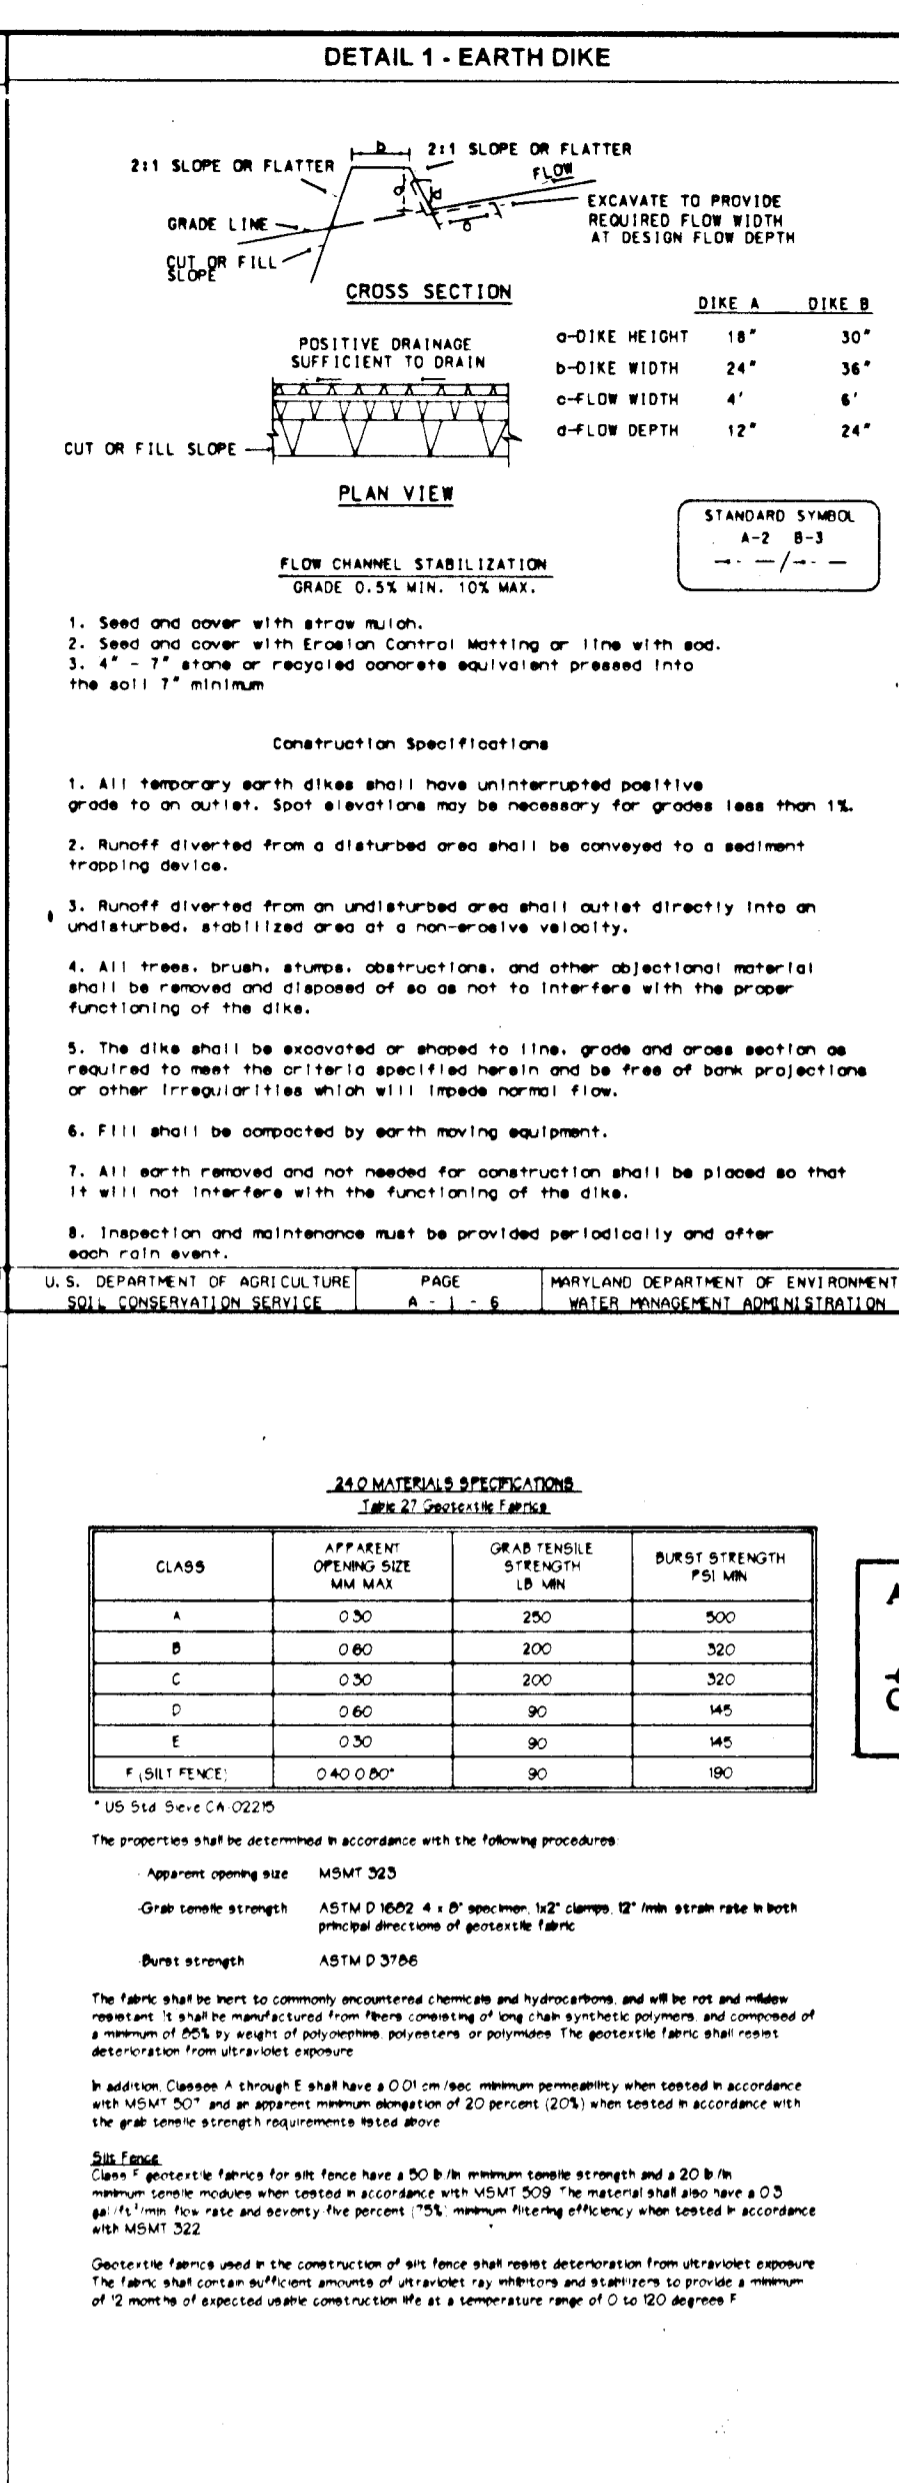 DETAIL 1 - EARTH DIKE
2:1 SLOPE OR FLATTER
b
2:1 SLOPE OR FLATTER
FLOW
a
d
c
EXCAVATE TO PROVIDE
REQUIRED FLOW WIDTH
AT DESIGN FLOW DEPTH
GRADE LINE
CUT OR FILL
SLOPE
CROSS SECTION
DIKE A DIKE B
a-DIKE HEIGHT 18" 30"
b-DIKE WIDTH 24" 36"
c-FLOW WIDTH 4' 6'
d-FLOW DEPTH 12" 24"
POSITIVE DRAINAGE
SUFFICIENT TO DRAIN
CUT OR FILL SLOPE
PLAN VIEW
STANDARD SYMBOL
A-2 B-3
FLOW CHANNEL STABILIZATION
GRADE 0.5% MIN. 10% MAX.
1. Seed and cover with straw mulch.
2. Seed and cover with Erosion Control Matting or line with sod.
3. 4" - 7" stone or recycled concrete equivalent pressed into
the soil 7" minimum
Construction Specifications
1. All temporary earth dikes shall have uninterrupted positive
grade to an outlet. Spot elevations may be necessary for grades less than 1%.
2. Runoff diverted from a disturbed area shall be conveyed to a sediment
trapping device.
3. Runoff diverted from an undisturbed area shall outlet directly into an
undisturbed, stabilized area at a non-erosive velocity.
4. All trees, brush, stumps, obstructions, and other objectional material
shall be removed and disposed of so as not to interfere with the proper
functioning of the dike.
5. The dike shall be excavated or shaped to line, grade and cross section as
required to meet the criteria specified herein and be free of bank projections
or other irregularities which will impede normal flow.
6. Fill shall be compacted by earth moving equipment.
7. All earth removed and not needed for construction shall be placed so that
it will not interfere with the functioning of the dike.
8. Inspection and maintenance must be provided periodically and after
each rain event.
U.S. DEPARTMENT OF AGRICULTURE
SOIL CONSERVATION SERVICE
PAGE
A - 1 - 6
MARYLAND DEPARTMENT OF ENVIRONMENT
WATER MANAGEMENT ADMINISTRATION
24.0 MATERIALS SPECIFICATIONS
Table 27 Geotextile Fabrics
CLASS
APPARENT
OPENING SIZE
MM MAX
GRAB TENSILE
STRENGTH
LB MIN
BURST STRENGTH
PSI MIN
A 0 30 250 500
B 0 60 200 320
C 0 30 200 320
D 0 60 90 145
E 0 30 90 145
F (SILT FENCE) 0 40 0 80* 90 190
* US Std Sieve CW-02215
The properties shall be determined in accordance with the following procedures:
- Apparent opening size MSMT 323
-Grab tensile strength ASTM D 1682 4 x 8" specimen, 1x2" clamps, 12" /min strain rate in both
principal directions of geotextile fabric
-Burst strength ASTM D 3786
The fabric shall be inert to commonly encountered chemicals and hydrocarbons, and will be rot and mildew
resistant It shall be manufactured from fibers consisting of long chain synthetic polymers, and composed of
a minimum of 85% by weight of polyolephins, polyesters or polymides The geotextile fabric shall resist
deterioration from ultraviolet exposure
In addition, Classes A through E shall have a 0 01 cm /sec minimum permeability when tested in accordance
with MSMT and an apparent minimum elongation of 20 percent (20%) when tested in accordance with
the grab tensile strength requirements listed above
Silt Fence
Class F geotextile fabrics for silt fence have a 50 lb /in minimum tensile strength and a 20 lb /in
minimum tensile modules when tested in accordance with MSMT 509 The material shall also have a 0 3
gal /ft²/min flow rate and seventy-five percent (75%) minimum filtering efficiency when tested in accordance
with MSMT 322
Geotextile fabrics used in the construction of silt fence shall resist deterioration from ultraviolet exposure
The fabric shall contain sufficient amounts of ultraviolet ray inhibitors and stabilizers to provide a minimum
of 12 months of expected usable construction life at a temperature range of 0 to 120 degrees F